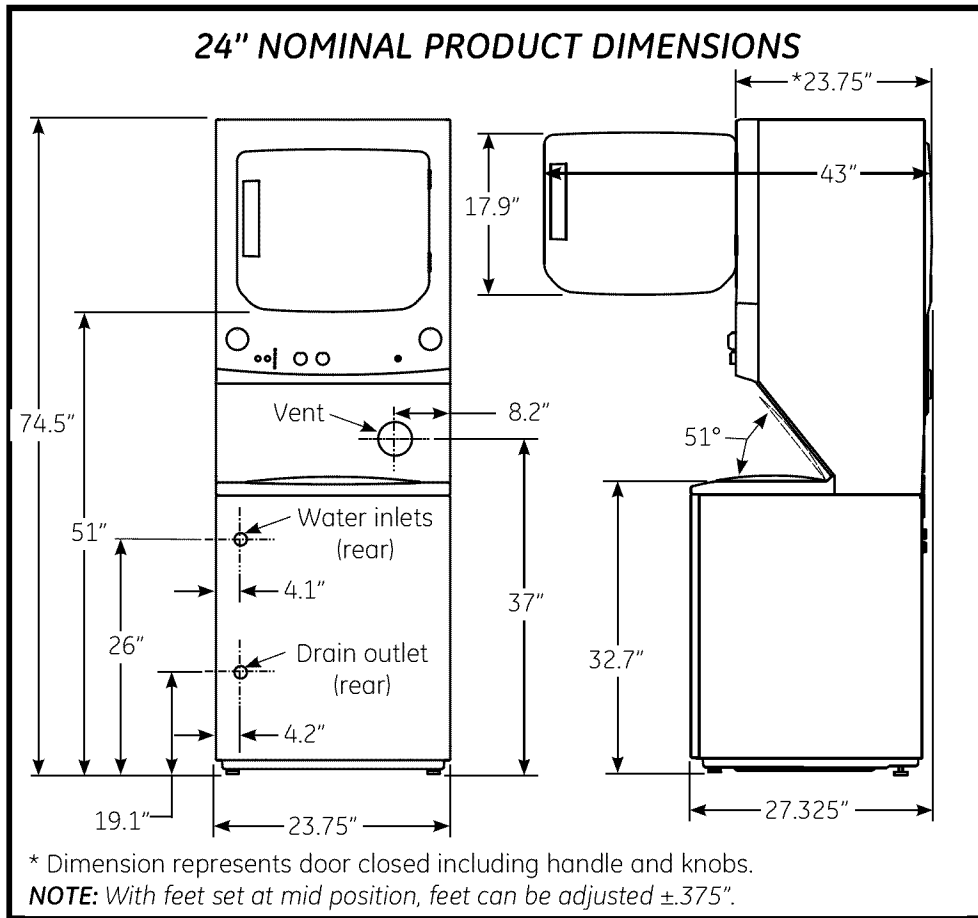 24" NOMINAL PRODUCT DIMENSIONS
*23.75"
43"
17.9"
74.5"
Vent
8.2"
51°
51"
Water inlets
(rear)
4.1"
26"
37"
32.7"
Drain outlet
(rear)
4.2"
19.1"
23.75"
27.325"
* Dimension represents door closed including handle and knobs.
NOTE: With feet set at mid position, feet can be adjusted ±.375".